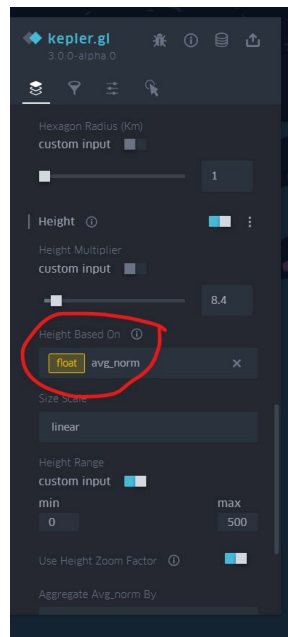 kepler.gl
3.0.0-alpha.0
Hexagon Radius (Km)
custom input
1
Height
Height Multiplier
custom input
8.4
Height Based On
float avg_norm
Size Scale
linear
Height Range
custom input
min max
0 500
Use Height Zoom Factor
Aggregate Avg_norm By